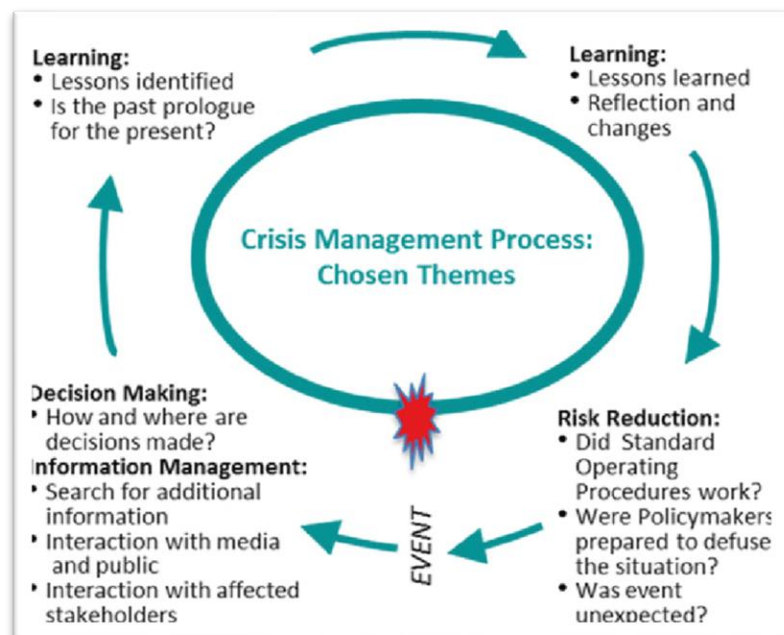 Learning:
• Lessons identified
• Is the past prologue
for the present?
Learning:
• Lessons learned
• Reflection and
changes
Crisis Management Process:
Chosen Themes
Decision Making:
• How and where are
decisions made?
Information Management:
• Search for additional
information
• Interaction with media
and public
• Interaction with affected
stakeholders
EVENT
Risk Reduction:
• Did Standard
Operating
Procedures work?
• Were Policymakers
prepared to defuse
the situation?
• Was event
unexpected?